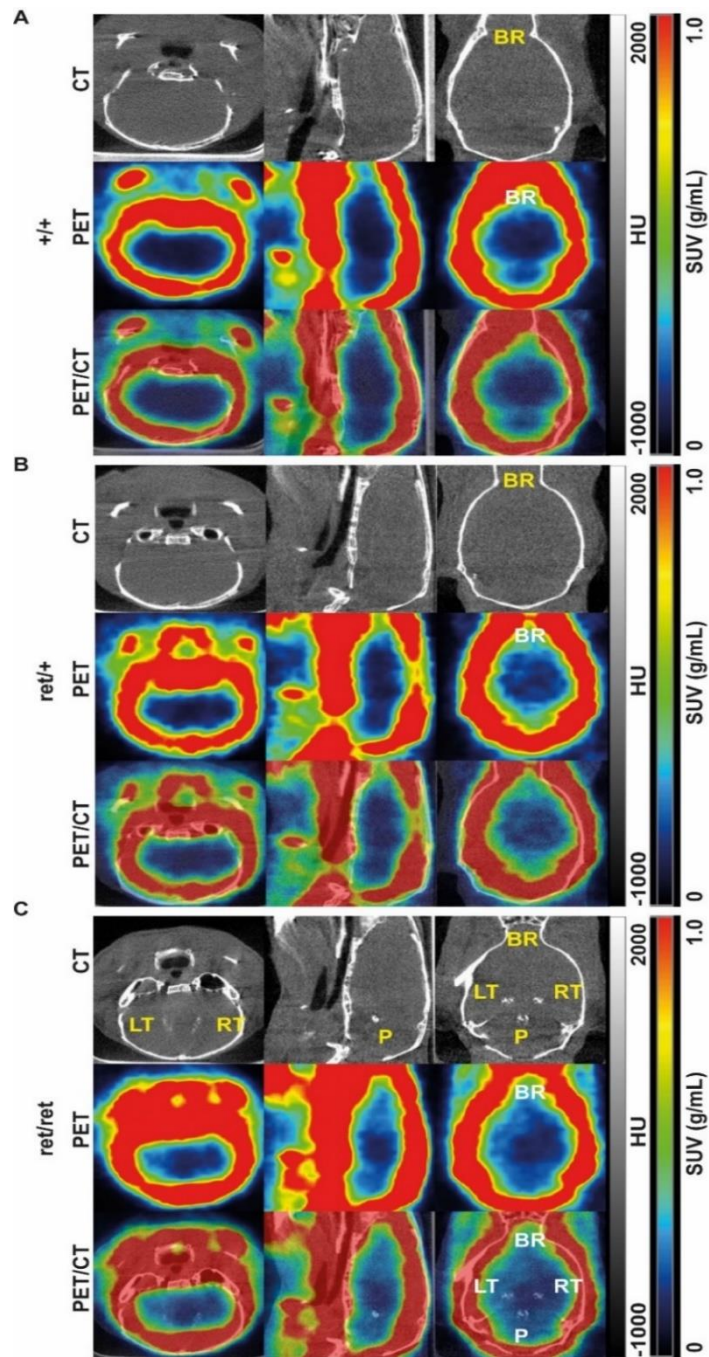 A
CT
BR
2000
1.0
+/+
PET
BR
HU
SUV (g/mL)
PET/CT
-1000
0
B
CT
BR
2000
1.0
ret/+
PET
BR
HU
SUV (g/mL)
PET/CT
-1000
0
C
CT
BR
LT
RT
P
LT
RT
P
2000
1.0
ret/ret
PET
BR
HU
SUV (g/mL)
PET/CT
BR
LT
RT
P
-1000
0